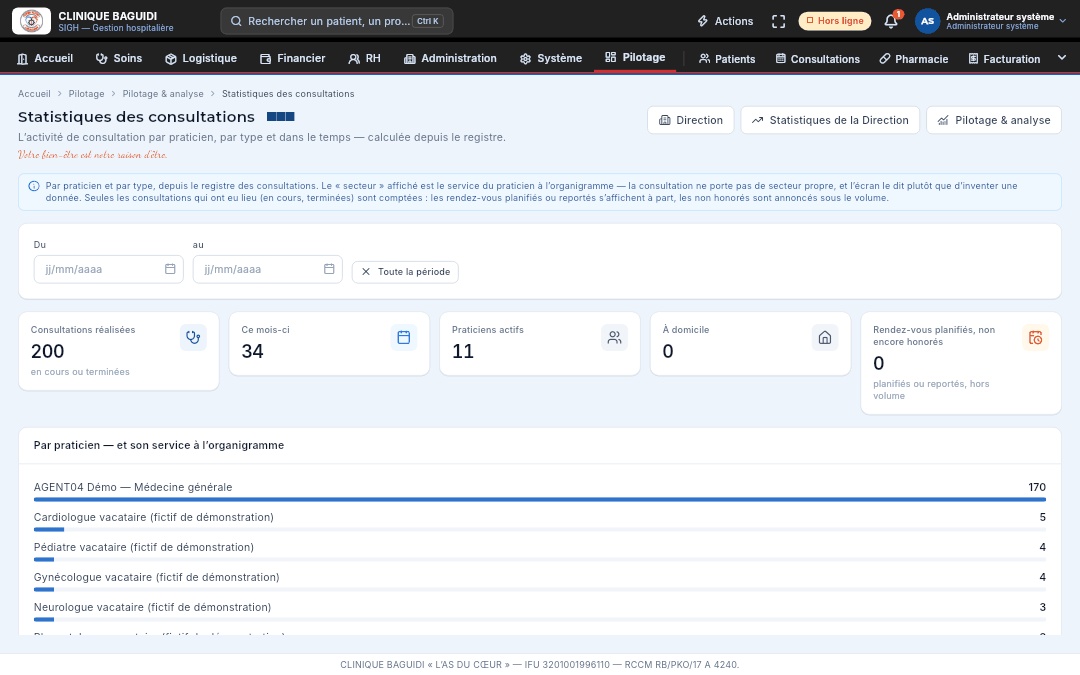 CLINIQUE BAGUIDI
SIGH — Gestion hospitalière
Rechercher un patient, un pro... Ctrl K
Actions
Hors ligne
1
AS
Administrateur système
Administrateur système
Accueil Soins Logistique Financier RH Administration Système Pilotage Patients Consultations Pharmacie Facturation
Accueil > Pilotage > Pilotage & analyse > Statistiques des consultations
Statistiques des consultations
L'activité de consultation par praticien, par type et dans le temps — calculée depuis le registre.
Votre bien-être est notre raison d'être.
Direction
Statistiques de la Direction
Pilotage & analyse
Par praticien et par type, depuis le registre des consultations. Le « secteur » affiché est le service du praticien à l'organigramme — la consultation ne porte pas de secteur propre, et l'écran le dit plutôt que d'inventer une
donnée. Seules les consultations qui ont eu lieu (en cours, terminées) sont comptées : les rendez-vous planifiés ou reportés s'affichent à part, les non honorés sont annoncés sous le volume.
Du
au
jj/mm/aaaa
jj/mm/aaaa
Toute la période
Consultations réalisées
200
en cours ou terminées
Ce mois-ci
34
Praticiens actifs
11
À domicile
0
Rendez-vous planifiés, non
encore honorés
0
planifiés ou reportés, hors
volume
Par praticien — et son service à l'organigramme
AGENT04 Démo — Médecine générale 170
Cardiologue vacataire (fictif de démonstration) 5
Pédiatre vacataire (fictif de démonstration) 4
Gynécologue vacataire (fictif de démonstration) 4
Neurologue vacataire (fictif de démonstration) 3
CLINIQUE BAGUIDI « L'AS DU CŒUR » — IFU 3201001996110 — RCCM RB/PKO/17 A 4240.